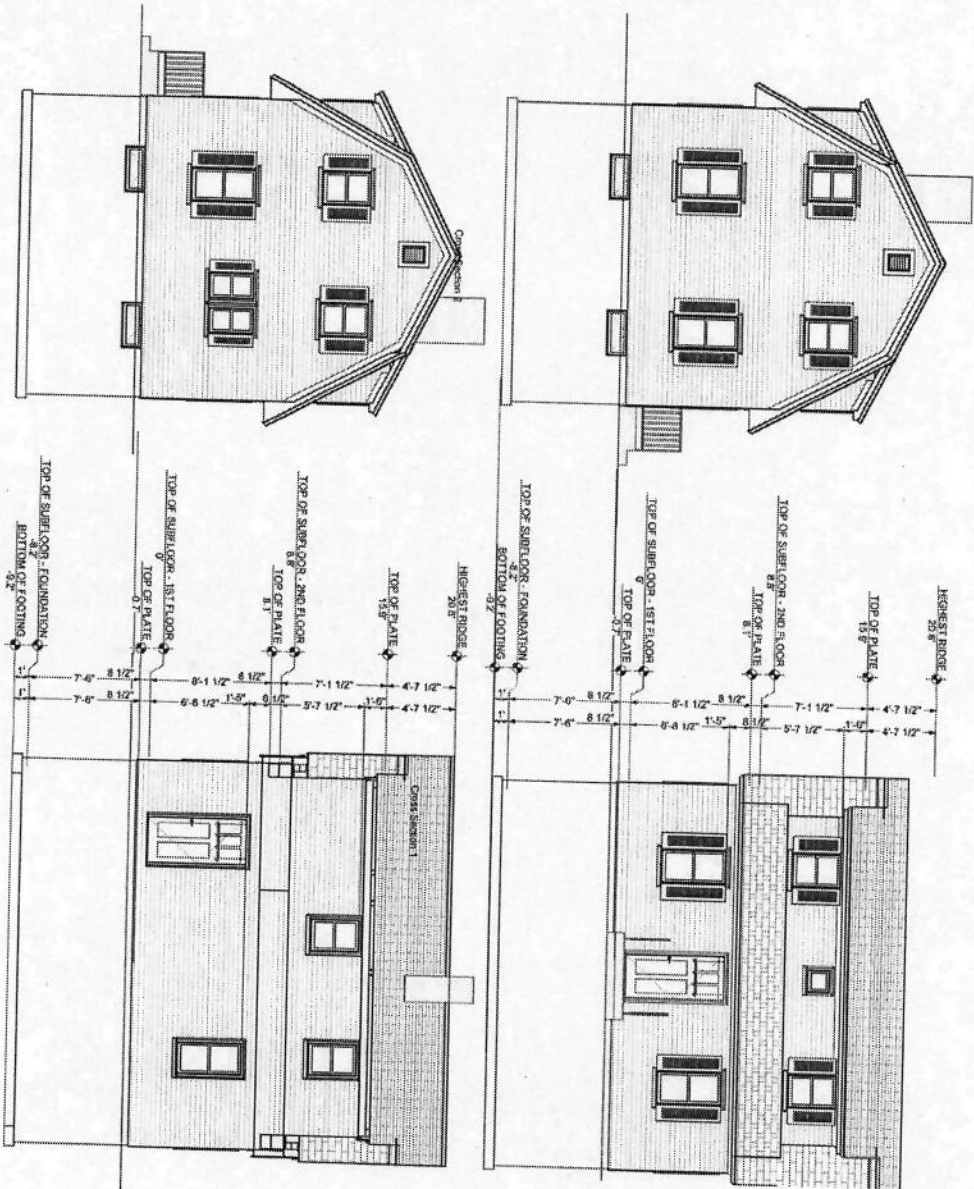 HIGHEST RIDGE
20.6'
TOP OF PLATE
15.9'
TOP OF SUBFLOOR - 2ND FLOOR
8.8'
TOP OF PLATE
8.1'
TOP OF SUBFLOOR - 1ST FLOOR
0'
TOP OF PLATE
-0.7'
TOP OF SUBFLOOR - FOUNDATION
-8.2'
BOTTOM OF FOOTING
-9.2'
4'-7 1/2"
7'-1 1/2"
8 1/2"
8'-1 1/2"
8 1/2"
7'-6"
1'
4'-7 1/2"
1'-6"
5'-7 1/2"
8 1/2"
1'-5"
6'-8 1/2"
8 1/2"
7'-6"
1'
Cross Section 2
HIGHEST RIDGE
20.6'
TOP OF PLATE
15.9'
TOP OF SUBFLOOR - 2ND FLOOR
8.8'
TOP OF PLATE
8.1'
TOP OF SUBFLOOR - 1ST FLOOR
0'
TOP OF PLATE
-0.7'
TOP OF SUBFLOOR - FOUNDATION
-8.2'
BOTTOM OF FOOTING
-9.2'
4'-7 1/2"
7'-1 1/2"
8 1/2"
8'-1 1/2"
8 1/2"
7'-6"
1'
4'-7 1/2"
1'-6"
5'-7 1/2"
8 1/2"
1'-5"
6'-8 1/2"
8 1/2"
7'-6"
1'
Cross Section 1